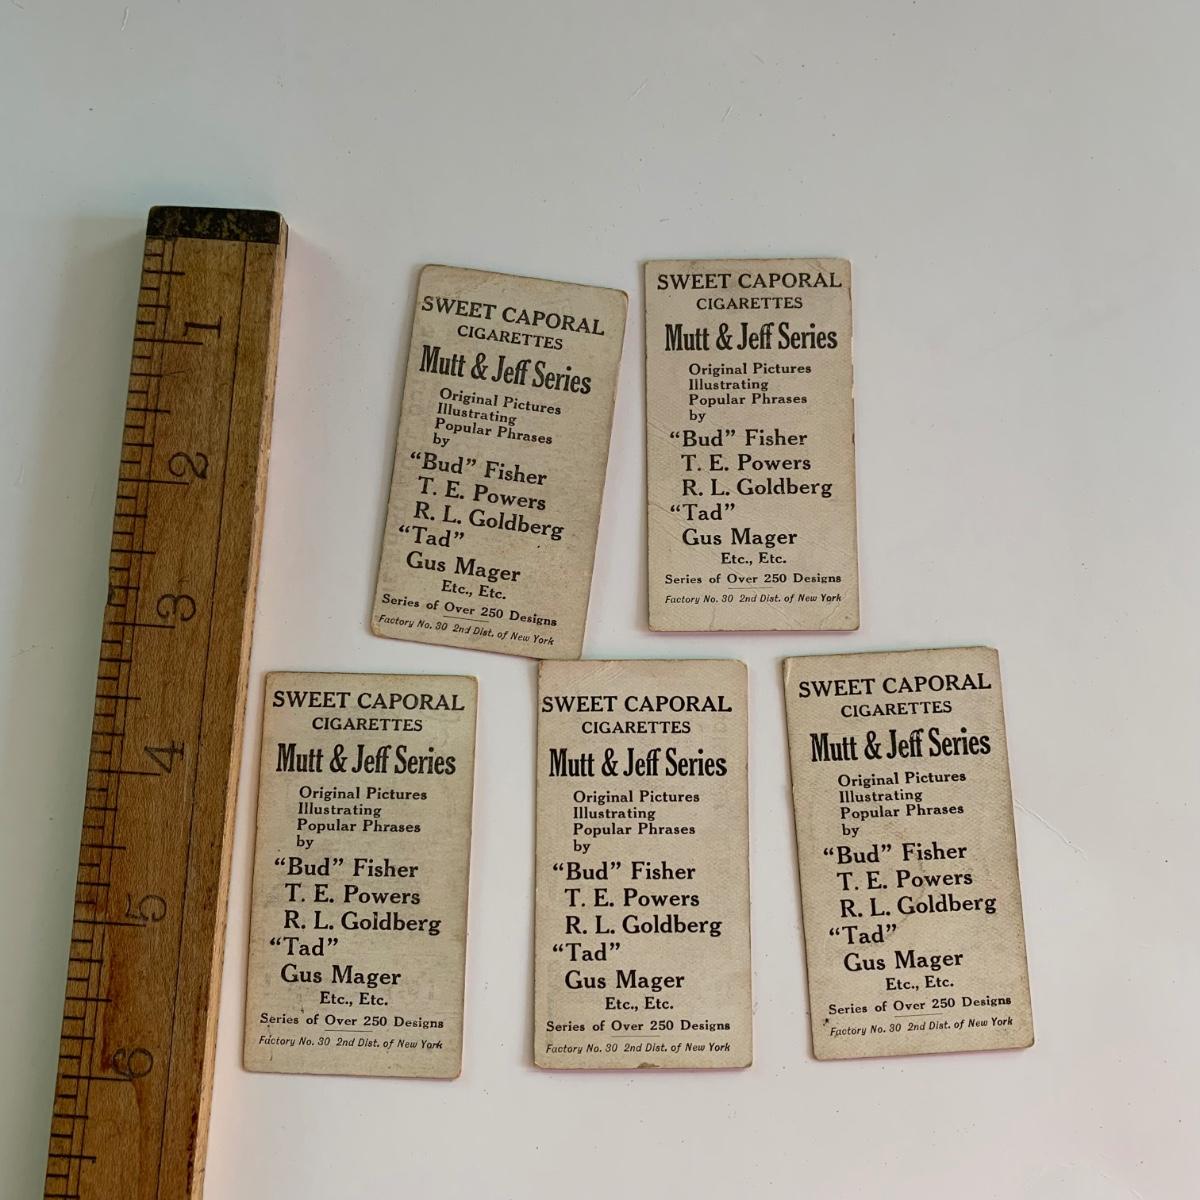 1
2
3
4
5
6
SWEET CAPORAL
CIGARETTES
Mutt & Jeff Series
Original Pictures
Illustrating
Popular Phrases
by
"Bud" Fisher
T. E. Powers
R. L. Goldberg
"Tad"
Gus Mager
Etc., Etc.
Series of Over 250 Designs
Factory No. 30 2nd Dist. of New York
SWEET CAPORAL
CIGARETTES
Mutt & Jeff Series
Original Pictures
Illustrating
Popular Phrases
by
"Bud" Fisher
T. E. Powers
R. L. Goldberg
"Tad"
Gus Mager
Etc., Etc.
Series of Over 250 Designs
Factory No. 30 2nd Dist. of New York
SWEET CAPORAL
CIGARETTES
Mutt & Jeff Series
Original Pictures
Illustrating
Popular Phrases
by
"Bud" Fisher
T. E. Powers
R. L. Goldberg
"Tad"
Gus Mager
Etc., Etc.
Series of Over 250 Designs
Factory No. 30 2nd Dist. of New York
SWEET CAPORAL
CIGARETTES
Mutt & Jeff Series
Original Pictures
Illustrating
Popular Phrases
by
"Bud" Fisher
T. E. Powers
R. L. Goldberg
"Tad"
Gus Mager
Etc., Etc.
Series of Over 250 Designs
Factory No. 30 2nd Dist. of New York
SWEET CAPORAL
CIGARETTES
Mutt & Jeff Series
Original Pictures
Illustrating
Popular Phrases
by
"Bud" Fisher
T. E. Powers
R. L. Goldberg
"Tad"
Gus Mager
Etc., Etc.
Series of Over 250 Designs
Factory No. 30 2nd Dist. of New York